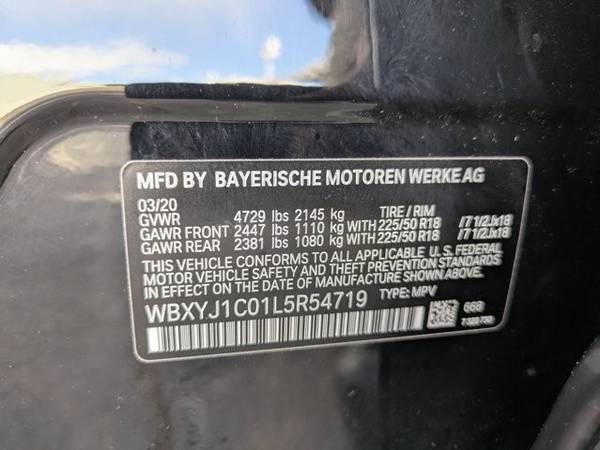 MFD BY BAYERISCHE MOTOREN WERKE AG
03/20
GVWR 4729 lbs 2145 kg TIRE / RIM
GAWR FRONT 2447 lbs 1110 kg WITH 225/50 R18 /7 1/2Jx18
GAWR REAR 2381 lbs 1080 kg WITH 225/50 R18 /7 1/2Jx18
THIS VEHICLE CONFORMS TO ALL APPLICABLE U. S. FEDERAL
MOTOR VEHICLE SAFETY AND THEFT PREVENTION STANDARDS
IN EFFECT ON THE DATE OF MANUFACTURE SHOWN ABOVE.
WBXYJ1C01L5R54719 TYPE: MPV
668